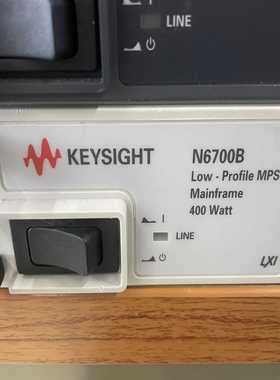 I
LINE
KEYSIGHT
N6700B
Low - Profile MPS
Mainframe
400 Watt
I
LINE
LXI